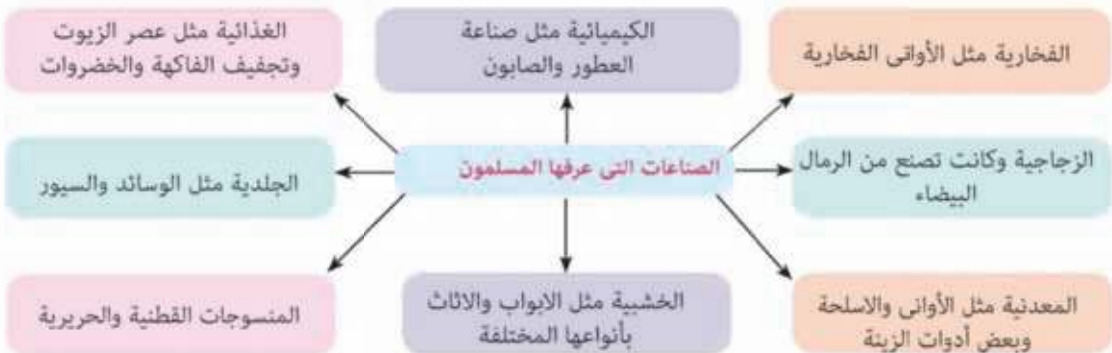 الفخارية مثل الأوانى الفخارية
الكيميائية مثل صناعة
العطور والصابون
الغذائية مثل عصر الزيوت
وتجفيف الفاكهة والخضروات
الزجاجية وكانت تصنع من الرمال
البيضاء
الصناعات التى عرفها المسلمون
الجلدية مثل الوسائد والسيور
المعدنية مثل الأوانى والاسلحة
وبعض أدوات الزينة
الخشبية مثل الابواب والاثاث
بأنواعها المختلفة
المنسوجات القطنية والحريرية